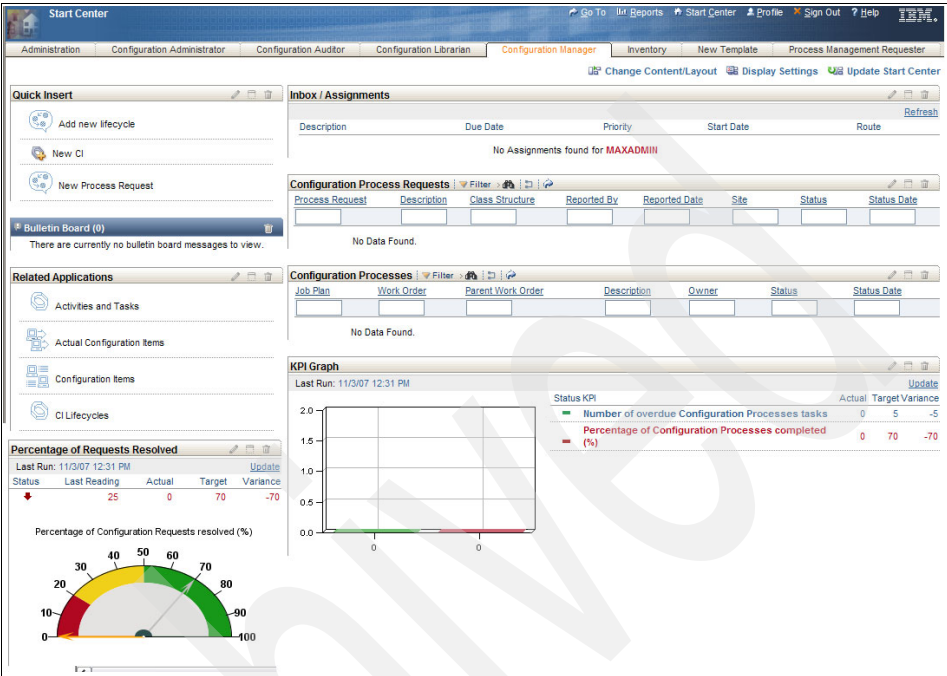 Start Center
Go To Reports Start Center Profile Sign Out ? Help IBM.
Administration Configuration Administrator Configuration Auditor Configuration Librarian Configuration Manager Inventory New Template Process Management Requester
Change Content/Layout Display Settings Update Start Center
Quick Insert
Add new lifecycle
New CI
New Process Request
Bulletin Board (0)
There are currently no bulletin board messages to view.
Related Applications
Activities and Tasks
Actual Configuration Items
Configuration Items
CI Lifecycles
Percentage of Requests Resolved
Last Run: 11/3/07 12:31 PM Update
Status Last Reading Actual Target Variance
25 0 70 -70
Percentage of Configuration Requests resolved (%)
0 10 20 30 40 50 60 70 80 90 100
Inbox / Assignments
Refresh
Description Due Date Priority Start Date Route
No Assignments found for MAXADMIN
Configuration Process Requests Filter
Process Request Description Class Structure Reported By Reported Date Site Status Status Date
No Data Found.
Configuration Processes Filter
Job Plan Work Order Parent Work Order Description Owner Status Status Date
No Data Found.
KPI Graph
Last Run: 11/3/07 12:31 PM Update
2.0
1.5
1.0
0.5
0.0
0 0
Status KPI Actual Target Variance
Number of overdue Configuration Processes tasks 0 5 -5
Percentage of Configuration Processes completed (%) 0 70 -70